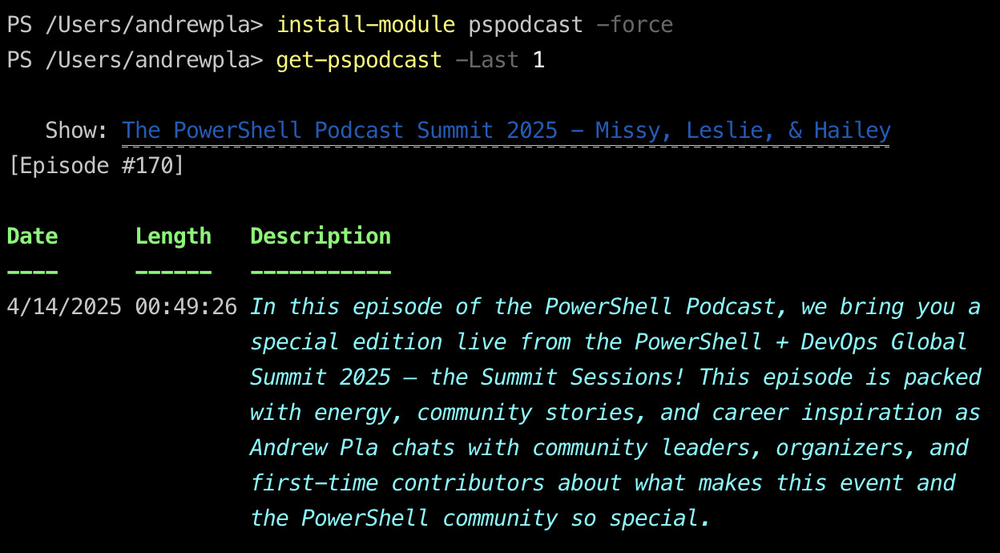 PS /Users/andrewpla> install-module pspodcast -force
PS /Users/andrewpla> get-pspodcast -Last 1
Show: The PowerShell Podcast Summit 2025 - Missy, Leslie, & Hailey
[Episode #170]
Date Length Description
---- ------ -----------
4/14/2025 00:49:26 In this episode of the PowerShell Podcast, we bring you a
special edition live from the PowerShell + DevOps Global
Summit 2025 — the Summit Sessions! This episode is packed
with energy, community stories, and career inspiration as
Andrew Pla chats with community leaders, organizers, and
first-time contributors about what makes this event and
the PowerShell community so special.